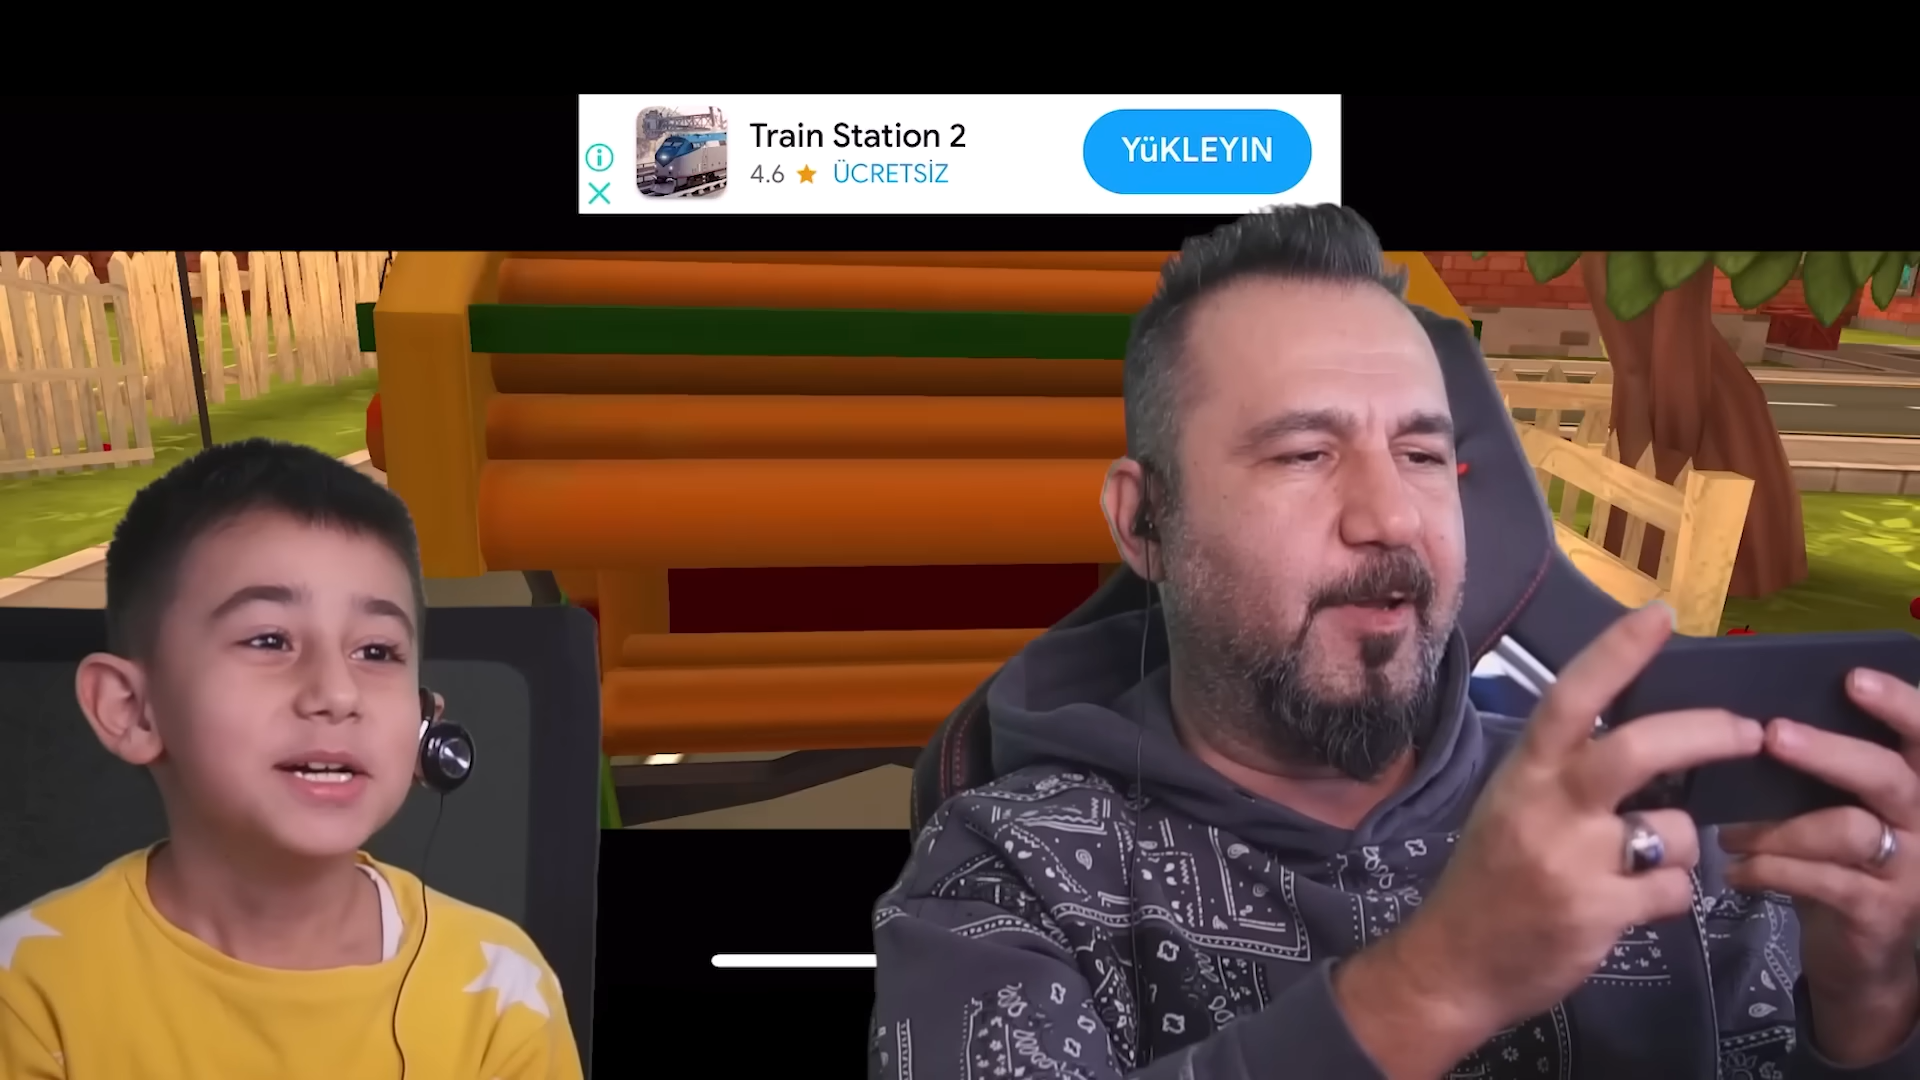 Train Station 2
4.6 ★ ÜCRETSİZ
YüKLEYIN